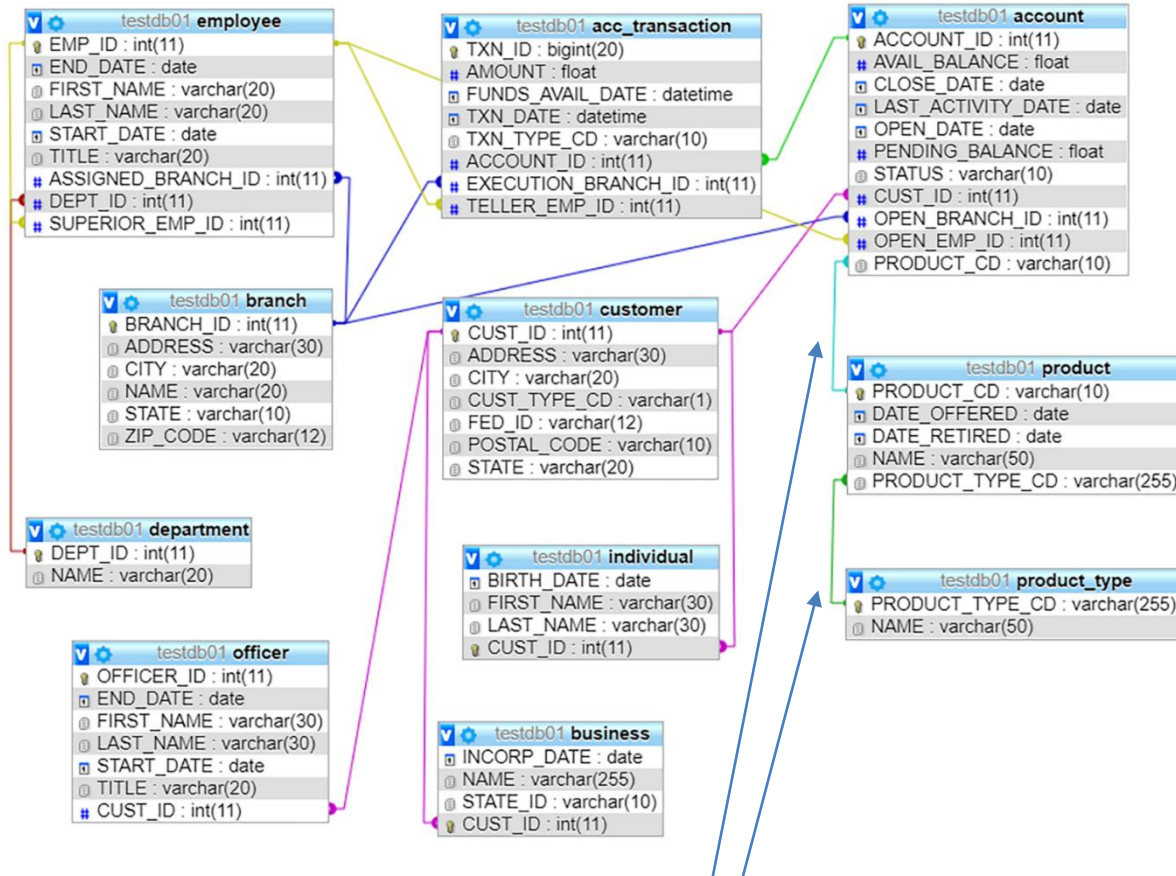 testdb01 employee
EMP_ID : int(11)
END_DATE : date
FIRST_NAME : varchar(20)
LAST_NAME : varchar(20)
START_DATE : date
TITLE : varchar(20)
ASSIGNED_BRANCH_ID : int(11)
DEPT_ID : int(11)
SUPERIOR_EMP_ID : int(11)
testdb01 acc_transaction
TXN_ID : bigint(20)
AMOUNT : float
FUNDS_AVAIL_DATE : datetime
TXN_DATE : datetime
TXN_TYPE_CD : varchar(10)
ACCOUNT_ID : int(11)
EXECUTION_BRANCH_ID : int(11)
TELLER_EMP_ID : int(11)
testdb01 account
ACCOUNT_ID : int(11)
AVAIL_BALANCE : float
CLOSE_DATE : date
LAST_ACTIVITY_DATE : date
OPEN_DATE : date
PENDING_BALANCE : float
STATUS : varchar(10)
CUST_ID : int(11)
OPEN_BRANCH_ID : int(11)
OPEN_EMP_ID : int(11)
PRODUCT_CD : varchar(10)
testdb01 branch
BRANCH_ID : int(11)
ADDRESS : varchar(30)
CITY : varchar(20)
NAME : varchar(20)
STATE : varchar(10)
ZIP_CODE : varchar(12)
testdb01 customer
CUST_ID : int(11)
ADDRESS : varchar(30)
CITY : varchar(20)
CUST_TYPE_CD : varchar(1)
FED_ID : varchar(12)
POSTAL_CODE : varchar(10)
STATE : varchar(20)
testdb01 product
PRODUCT_CD : varchar(10)
DATE_OFFERED : date
DATE_RETIRED : date
NAME : varchar(50)
PRODUCT_TYPE_CD : varchar(255)
testdb01 department
DEPT_ID : int(11)
NAME : varchar(20)
testdb01 individual
BIRTH_DATE : date
FIRST_NAME : varchar(30)
LAST_NAME : varchar(30)
CUST_ID : int(11)
testdb01 product_type
PRODUCT_TYPE_CD : varchar(255)
NAME : varchar(50)
testdb01 officer
OFFICER_ID : int(11)
END_DATE : date
FIRST_NAME : varchar(30)
LAST_NAME : varchar(30)
START_DATE : date
TITLE : varchar(20)
CUST_ID : int(11)
testdb01 business
INCORP_DATE : date
NAME : varchar(255)
STATE_ID : varchar(10)
CUST_ID : int(11)